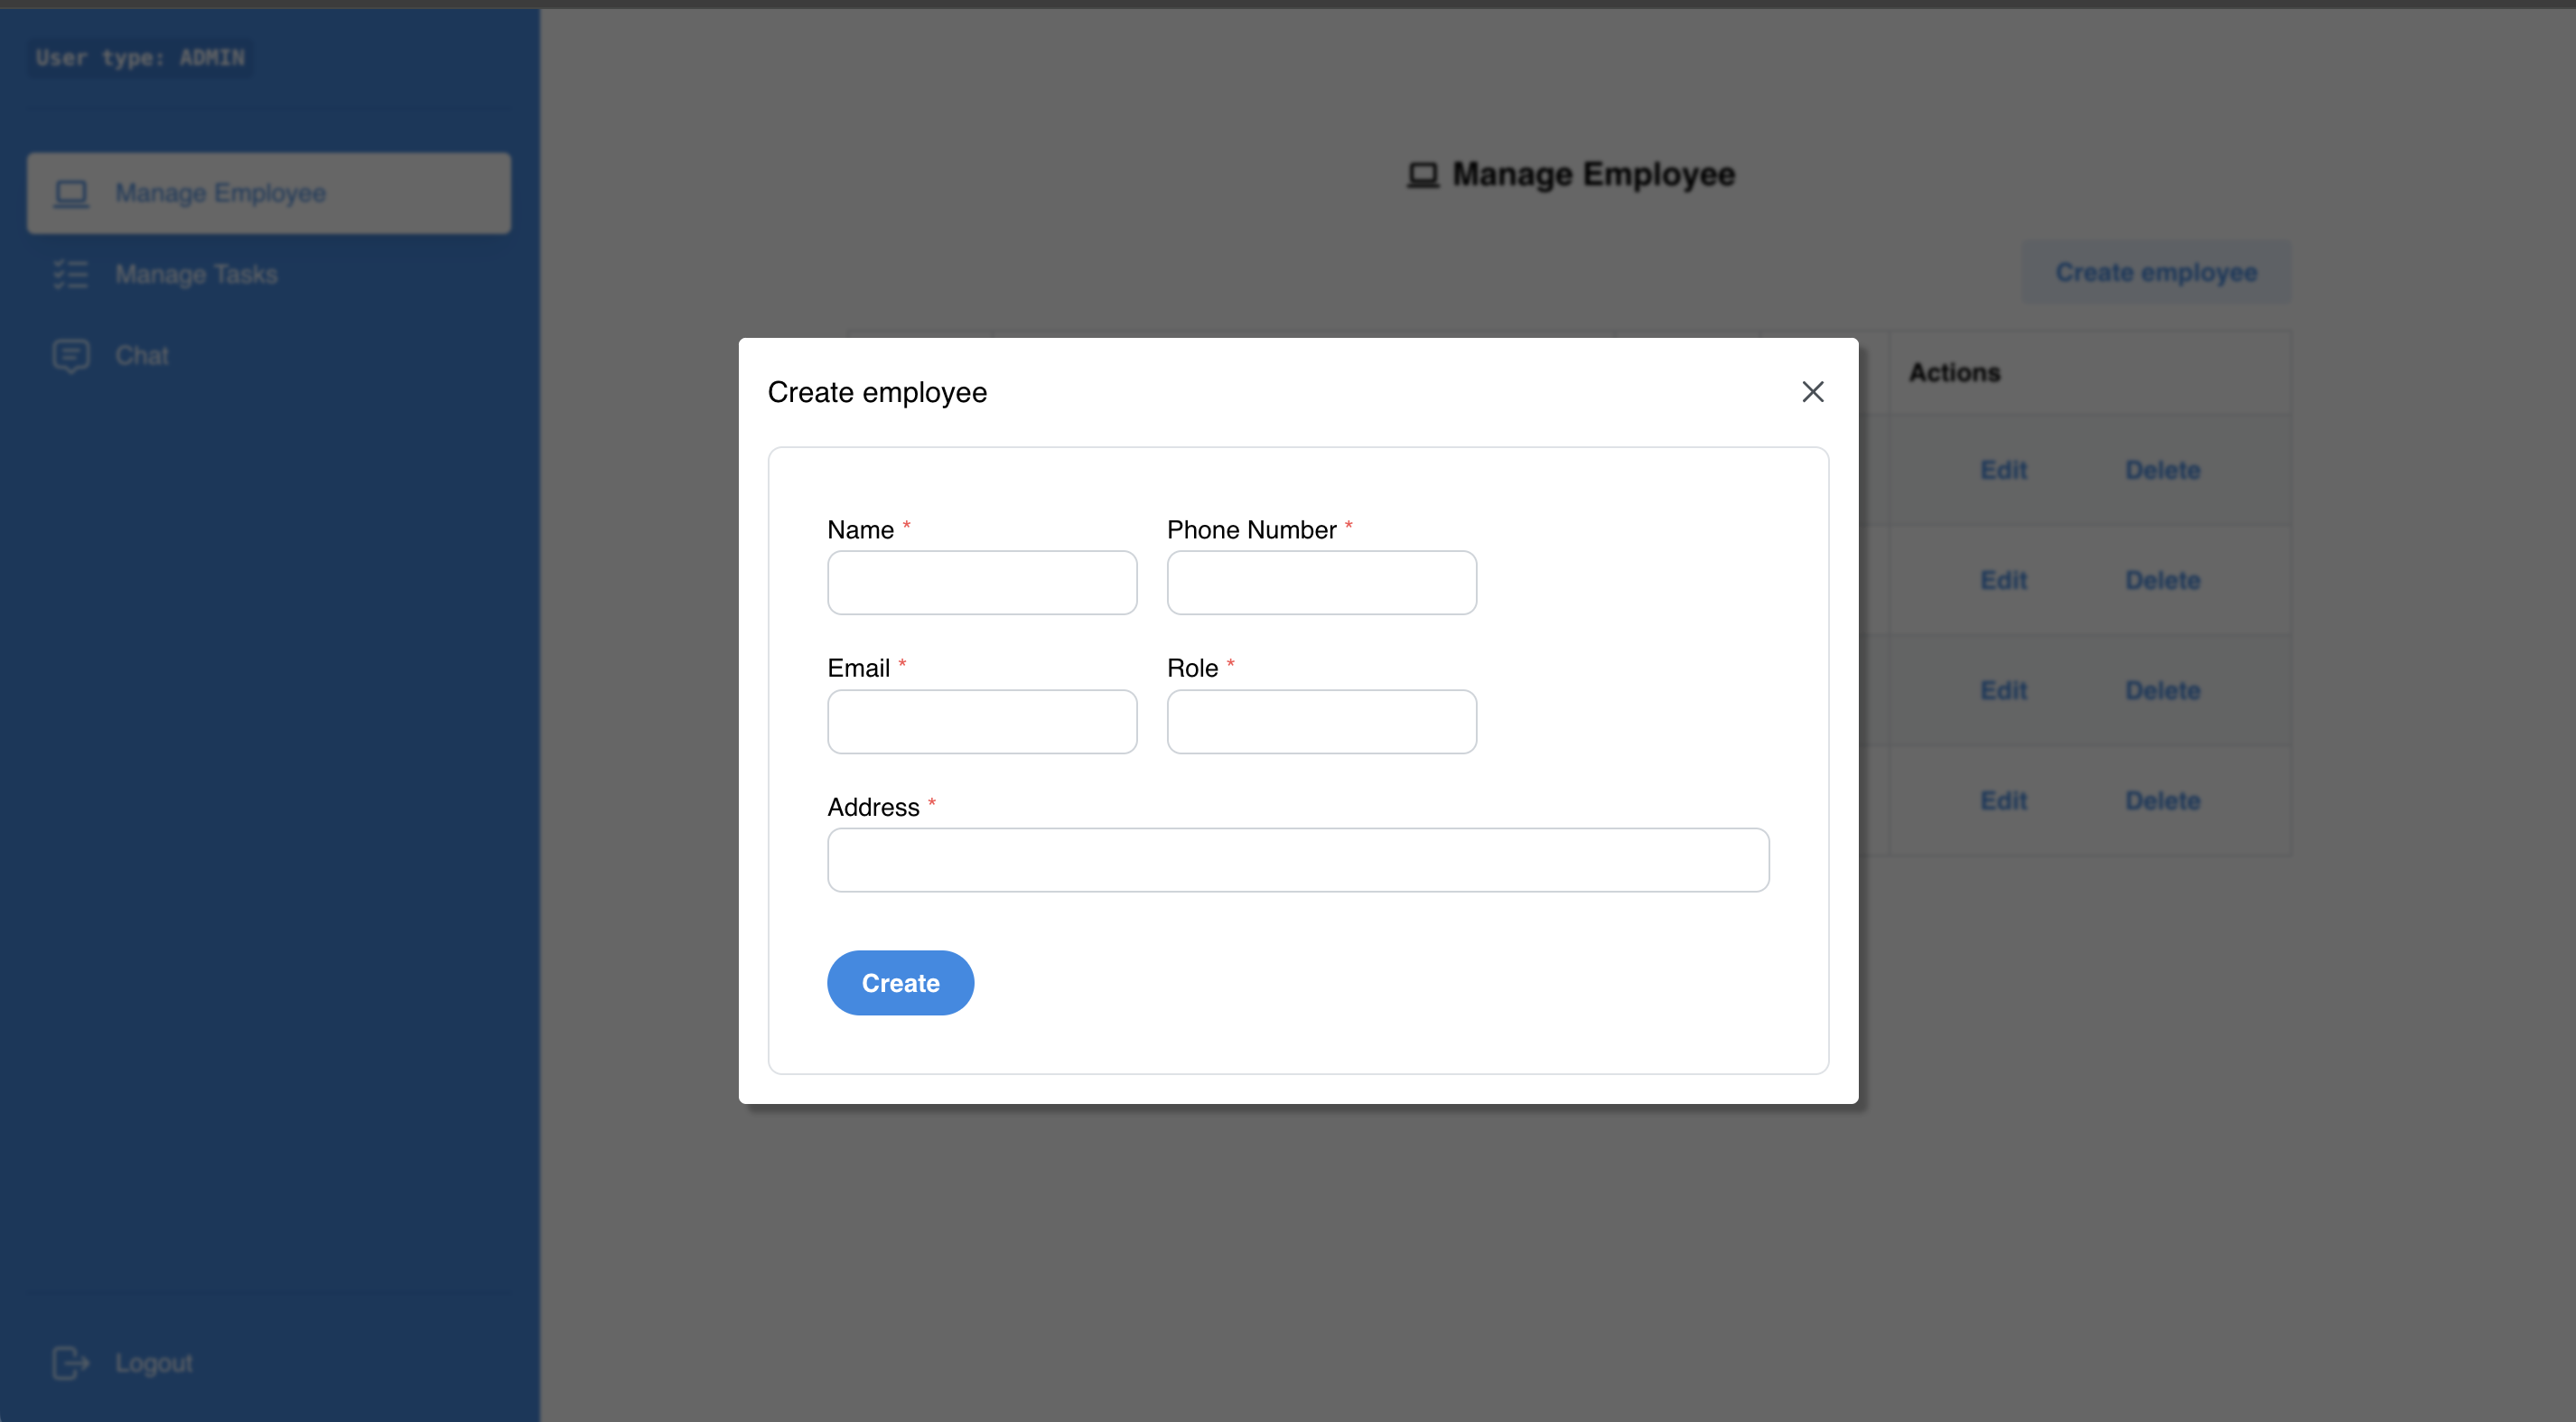 User type: ADMIN
Manage Employee
Manage Tasks
Chat
Logout
Manage Employee
Create employee
Actions
Edit Delete
Edit Delete
Edit Delete
Edit Delete
Create employee
Name *
Phone Number *
Email *
Role *
Address *
Create